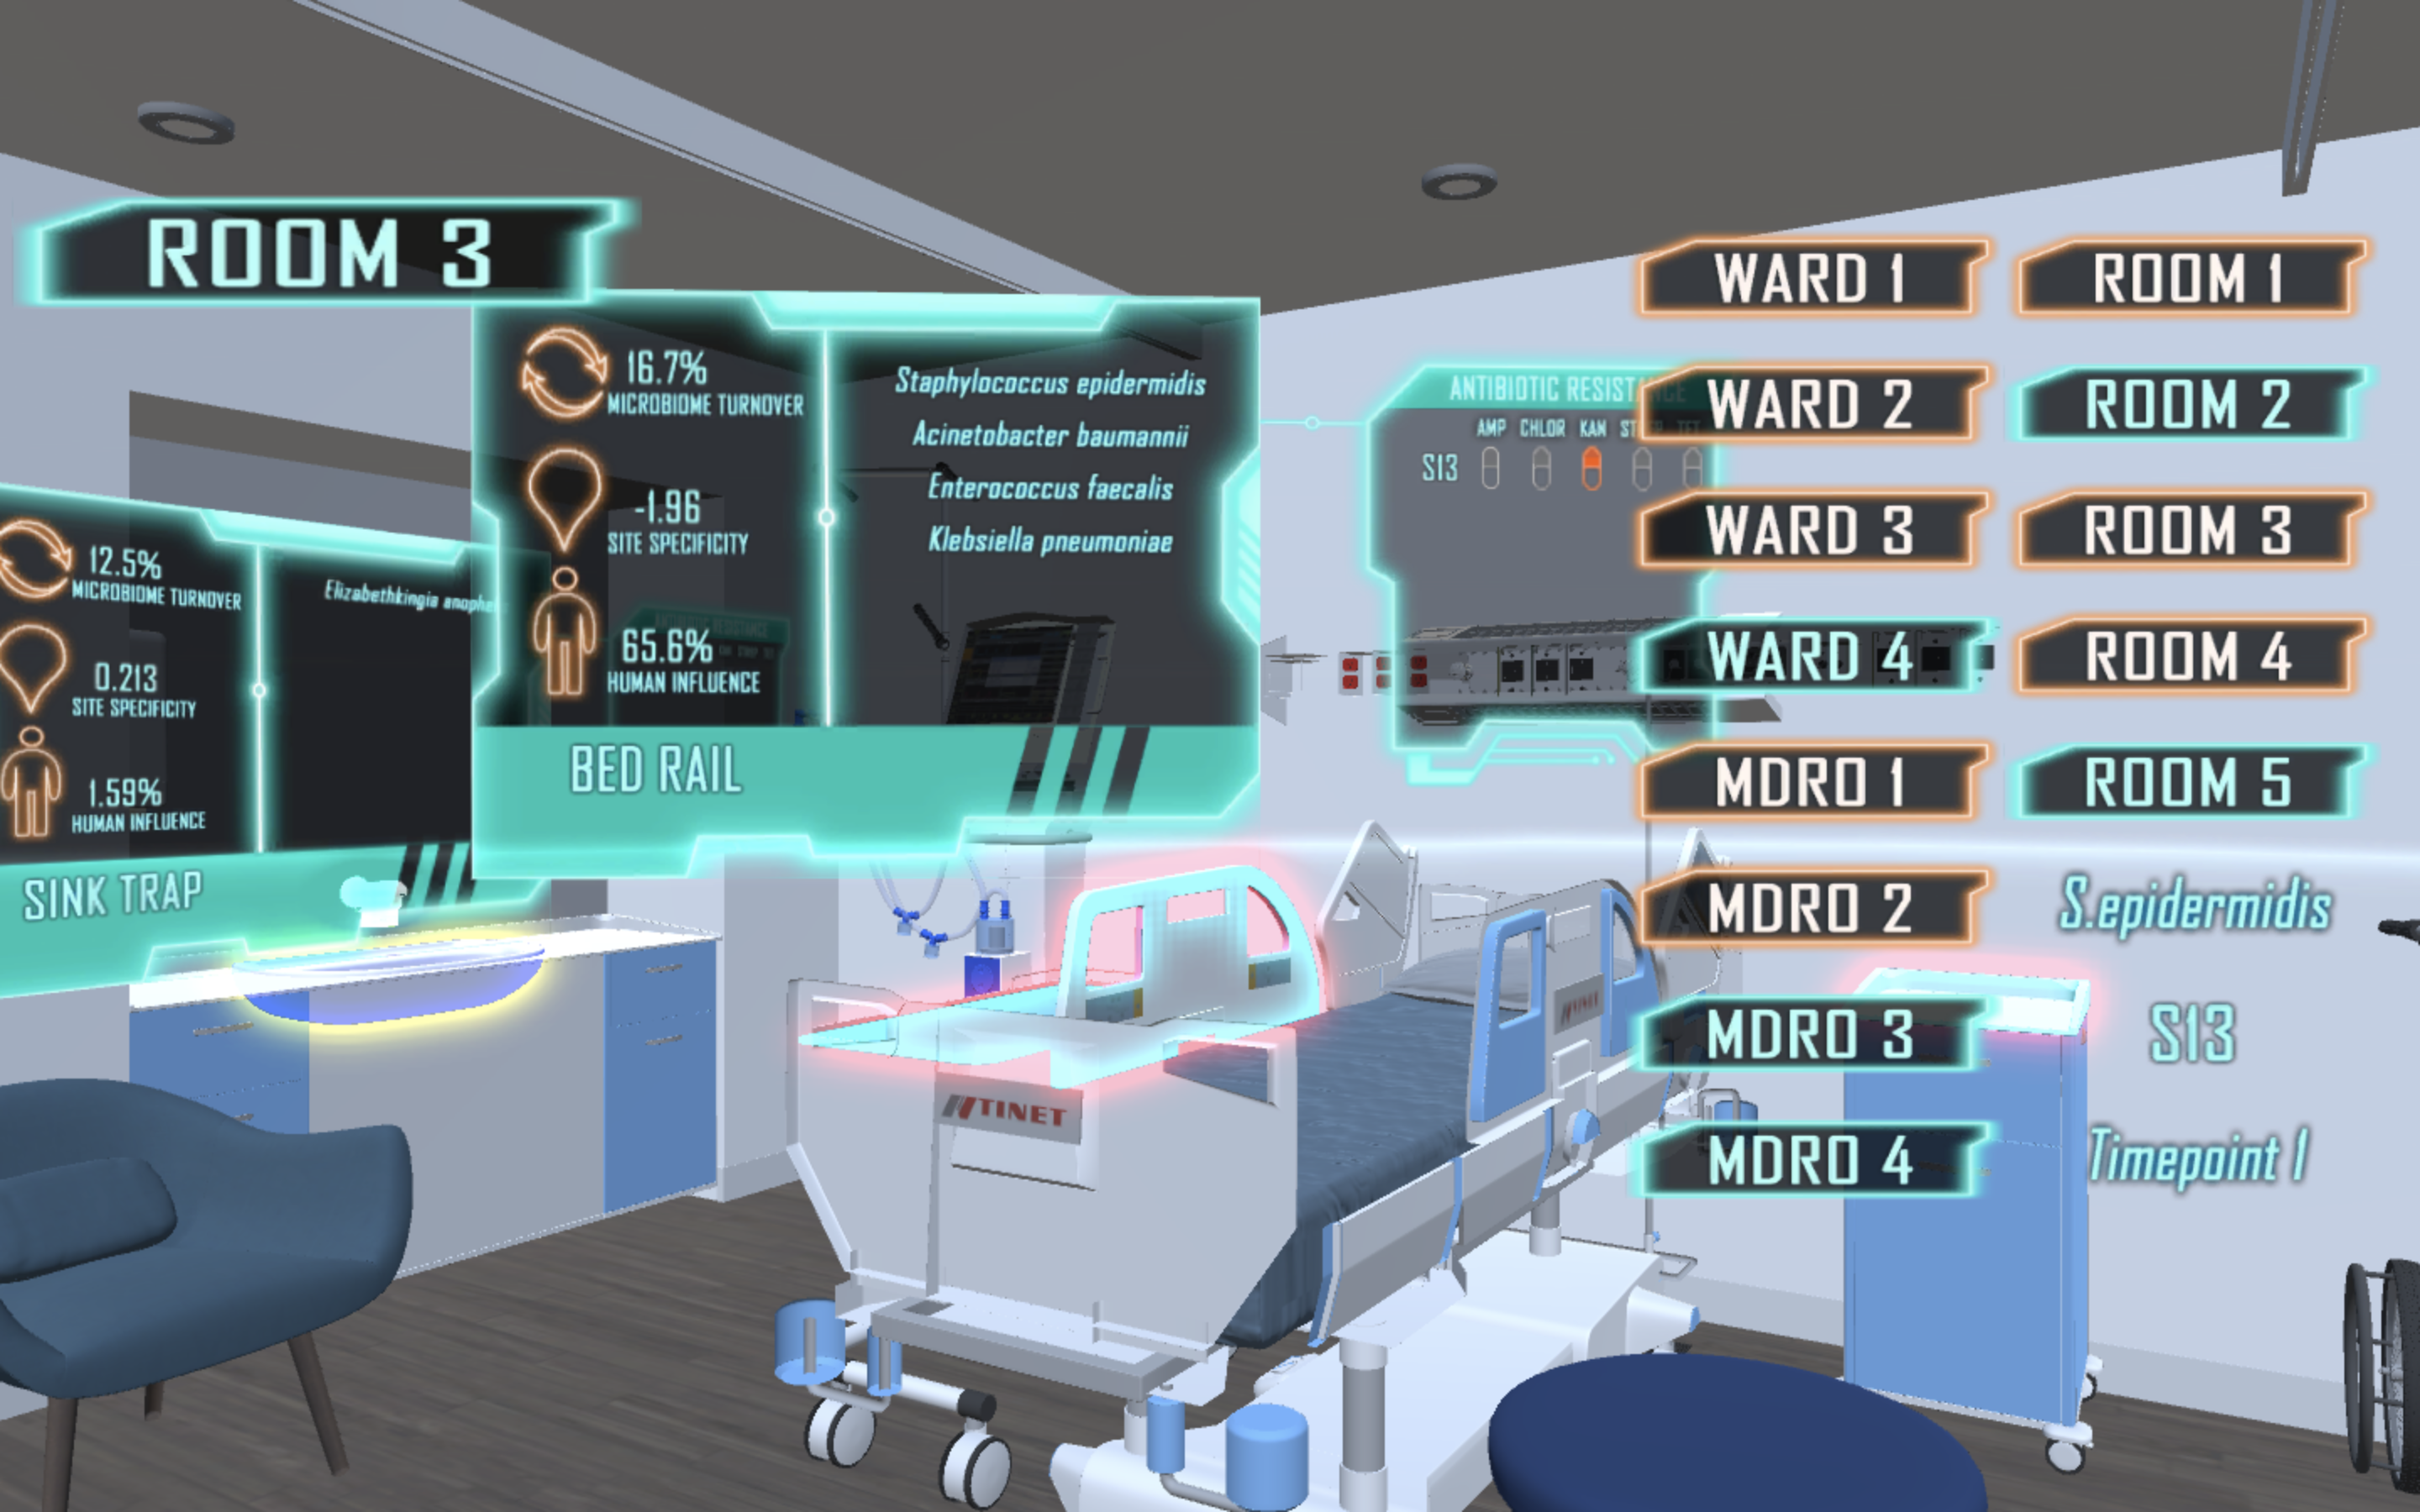 ROOM 3
16.7%
MICROBIOME TURNOVER
-1.96
SITE SPECIFICITY
65.6%
HUMAN INFLUENCE
Staphylococcus epidermidis
Acinetobacter baumannii
Enterococcus faecalis
Klebsiella pneumoniae
BED RAIL
12.5%
MICROBIOME TURNOVER
0.213
SITE SPECIFICITY
1.59%
HUMAN INFLUENCE
Elizabethkingia
SINK TRAP
ANTIBIOTIC
AMP CHLOR KAN
S13
WARD 1
ROOM 1
WARD 2
ROOM 2
WARD 3
ROOM 3
WARD 4
ROOM 4
MDRO 1
ROOM 5
MDRO 2
S.epidermidis
MDRO 3
S13
MDRO 4
Timepoint 1
TINET